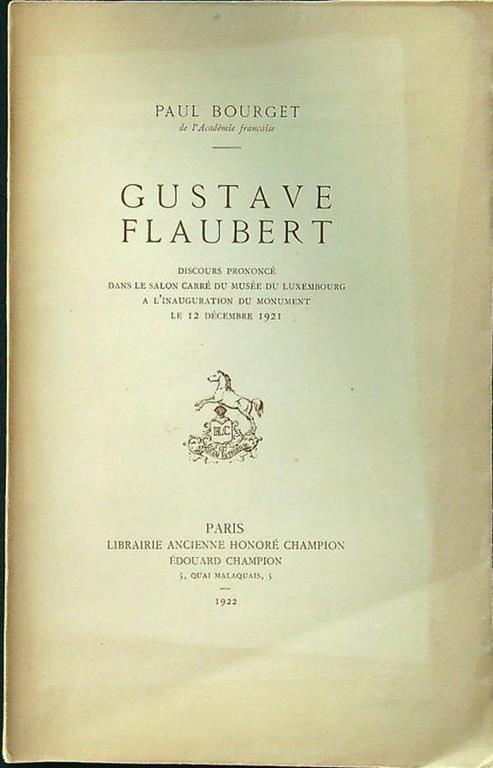 PAUL BOURGET
de l'Académie française
GUSTAVE
FLAUBERT
DISCOURS PRONONCÉ
DANS LE SALON CARRÉ DU MUSÉE DU LUXEMBOURG
A L'INAUGURATION DU MONUMENT
LE 12 DÉCEMBRE 1921
H.C
PARIS
LIBRAIRIE ANCIENNE HONORÉ CHAMPION
ÉDOUARD CHAMPION
5, QUAI MALAQUAIS, 5
1922